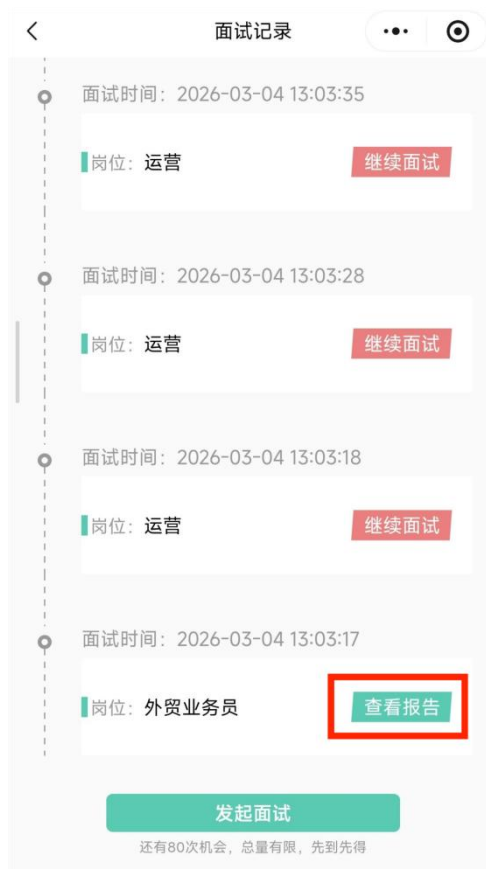 面试记录
面试时间：2026-03-04 13:03:35
岗位：运营 继续面试
面试时间：2026-03-04 13:03:28
岗位：运营 继续面试
面试时间：2026-03-04 13:03:18
岗位：运营 继续面试
面试时间：2026-03-04 13:03:17
岗位：外贸业务员 查看报告
发起面试
还有80次机会，总量有限，先到先得